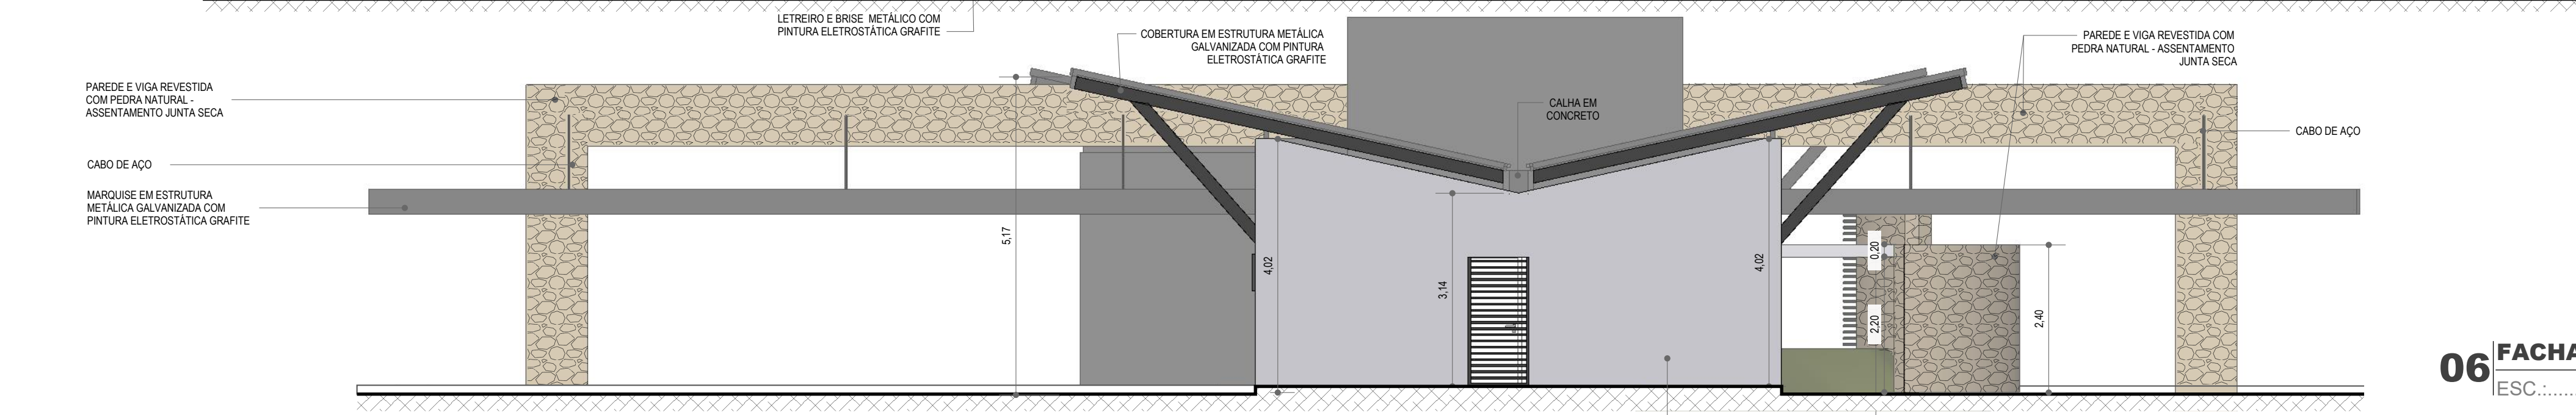 LETREIRO E BRISE METÁLICO COM
PINTURA ELETROSTÁTICA GRAFITE
COBERTURA EM ESTRUTURA METÁLICA
GALVANIZADA COM PINTURA
ELETROSTÁTICA GRAFITE
PAREDE E VIGA REVESTIDA COM
PEDRA NATURAL - ASSENTAMENTO
JUNTA SECA
PAREDE E VIGA REVESTIDA
COM PEDRA NATURAL -
ASSENTAMENTO JUNTA SECA
CALHA EM
CONCRETO
CABO DE AÇO
CABO DE AÇO
MARQUISE EM ESTRUTURA
METÁLICA GALVANIZADA COM
PINTURA ELETROSTÁTICA GRAFITE
5,17
4,02
3,14
4,02
0,20
2,20
2,40
06
FACHA
ESC.:.....